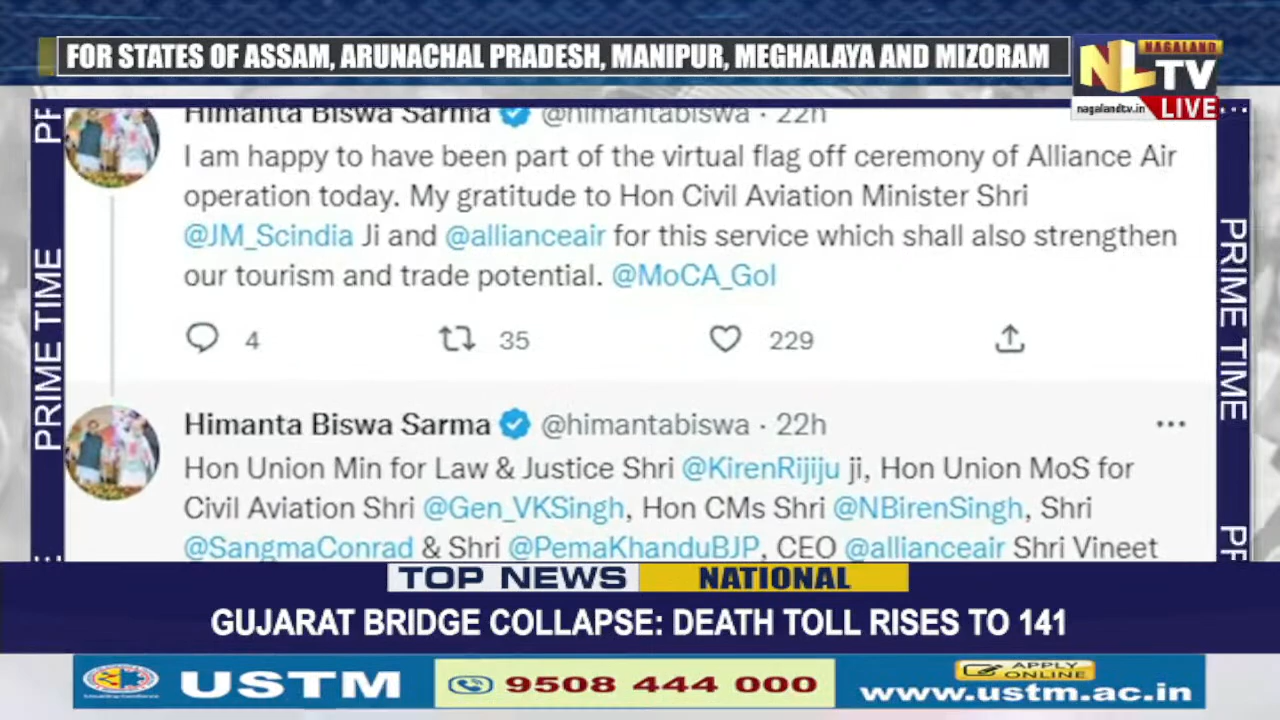 FOR STATES OF ASSAM, ARUNACHAL PRADESH, MANIPUR, MEGHALAYA AND MIZORAM
NAGALAND
NLTV
nagalandtv.in
LIVE
Himanta Biswa Sarma @himantabiswa · 22h
I am happy to have been part of the virtual flag off ceremony of Alliance Air
operation today. My gratitude to Hon Civil Aviation Minister Shri
@JM_Scindia Ji and @allianceair for this service which shall also strengthen
our tourism and trade potential. @MoCA_GoI
4 35 229
Himanta Biswa Sarma @himantabiswa · 22h
Hon Union Min for Law & Justice Shri @KirenRijiju ji, Hon Union MoS for
Civil Aviation Shri @Gen_VKSingh, Hon CMs Shri @NBirenSingh, Shri
@SangmaConrad & Shri @PemaKhanduBJP, CEO @allianceair Shri Vineet
PRIME TIME
PRIME TIME
TOP NEWS NATIONAL
GUJARAT BRIDGE COLLAPSE: DEATH TOLL RISES TO 141
USTM
9508 444 000
APPLY
ONLINE
www.ustm.ac.in